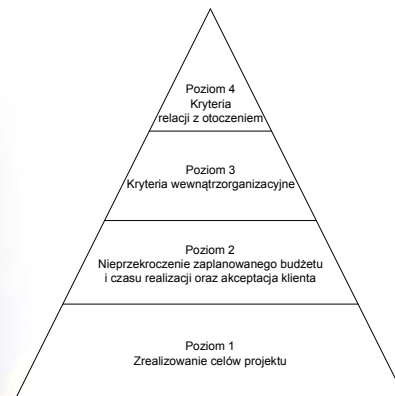 Poziom 4
Kryteria
relacji z otoczeniem
Poziom 3
Kryteria wewnątrzorganizacyjne
Poziom 2
Nieprzekroczenie zaplanowanego budżetu
i czasu realizacji oraz akceptacja klienta
Poziom 1
Zrealizowanie celów projektu